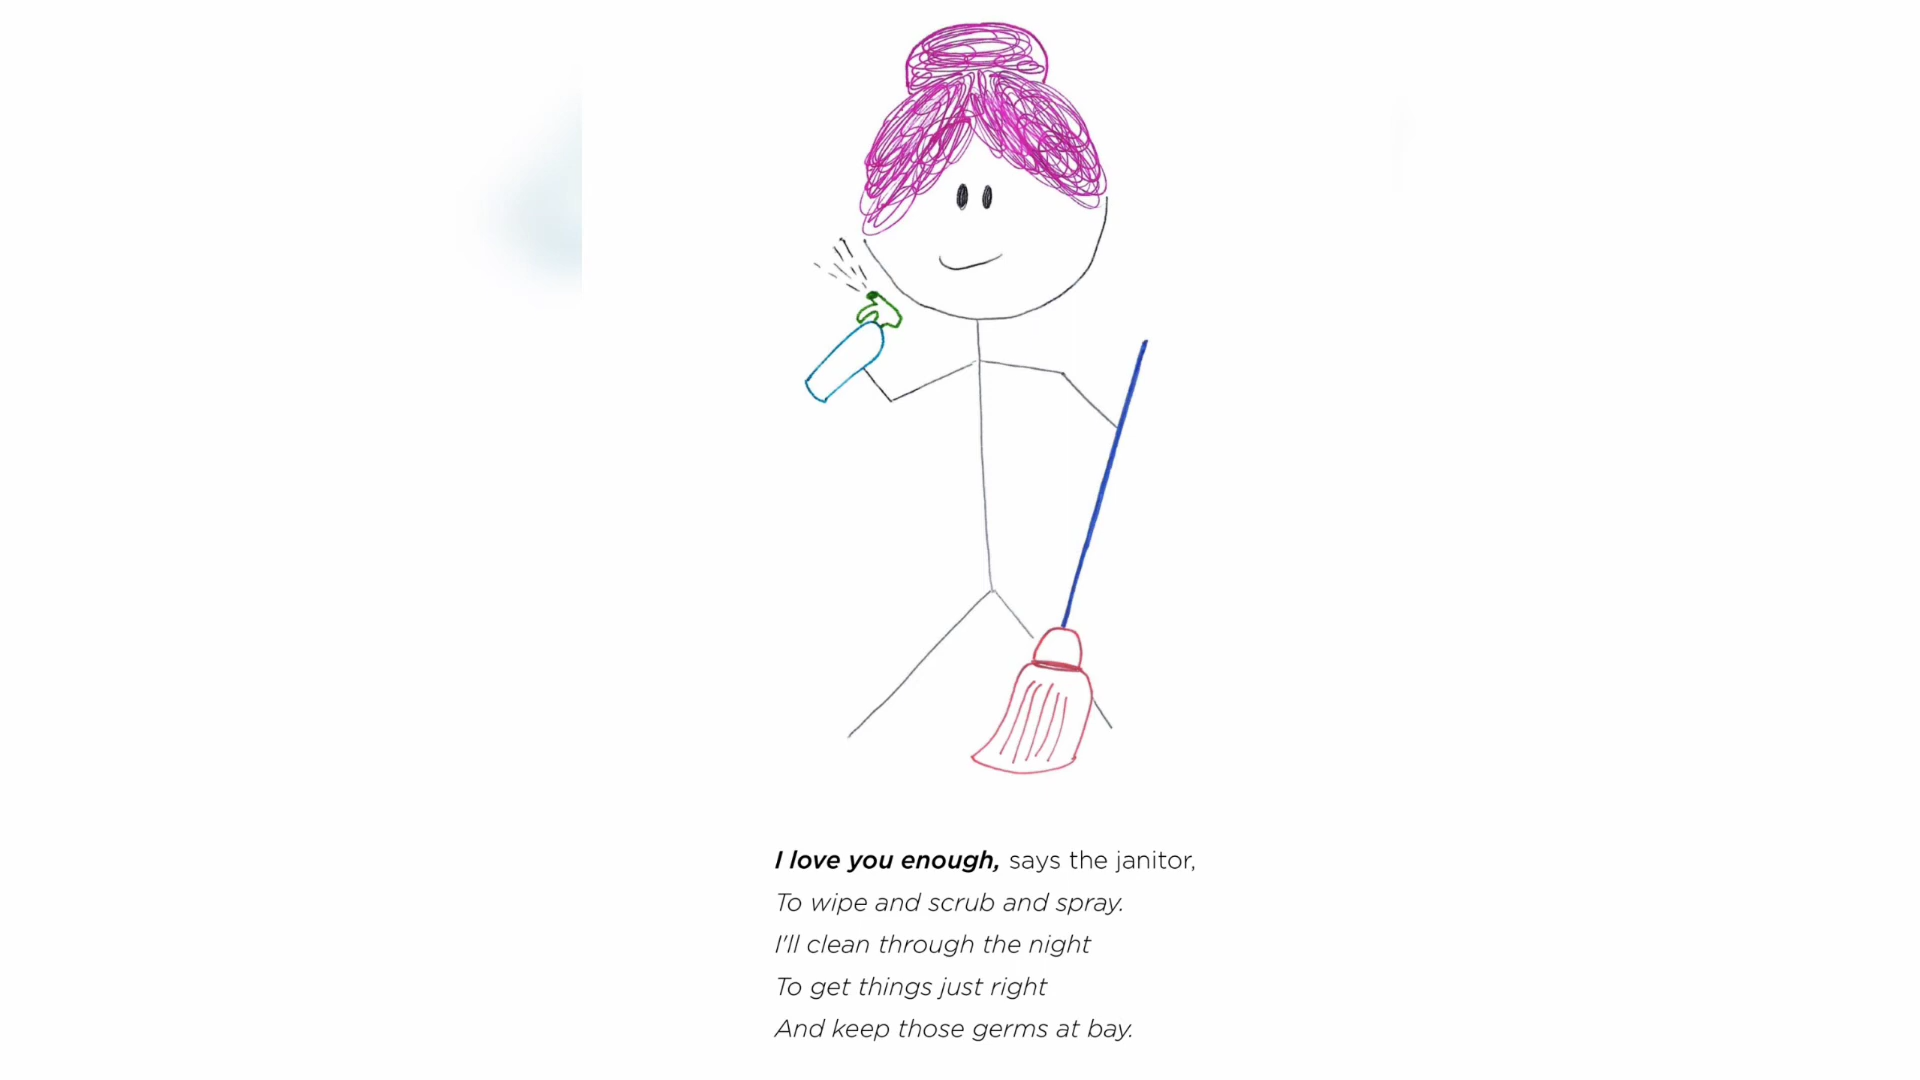 I love you enough, says the janitor,
To wipe and scrub and spray.
I'll clean through the night
To get things just right
And keep those germs at bay.